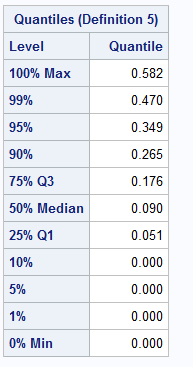 Quantiles (Definition 5)
Level Quantile
100% Max 0.582
99% 0.470
95% 0.349
90% 0.265
75% Q3 0.176
50% Median 0.090
25% Q1 0.051
10% 0.000
5% 0.000
1% 0.000
0% Min 0.000